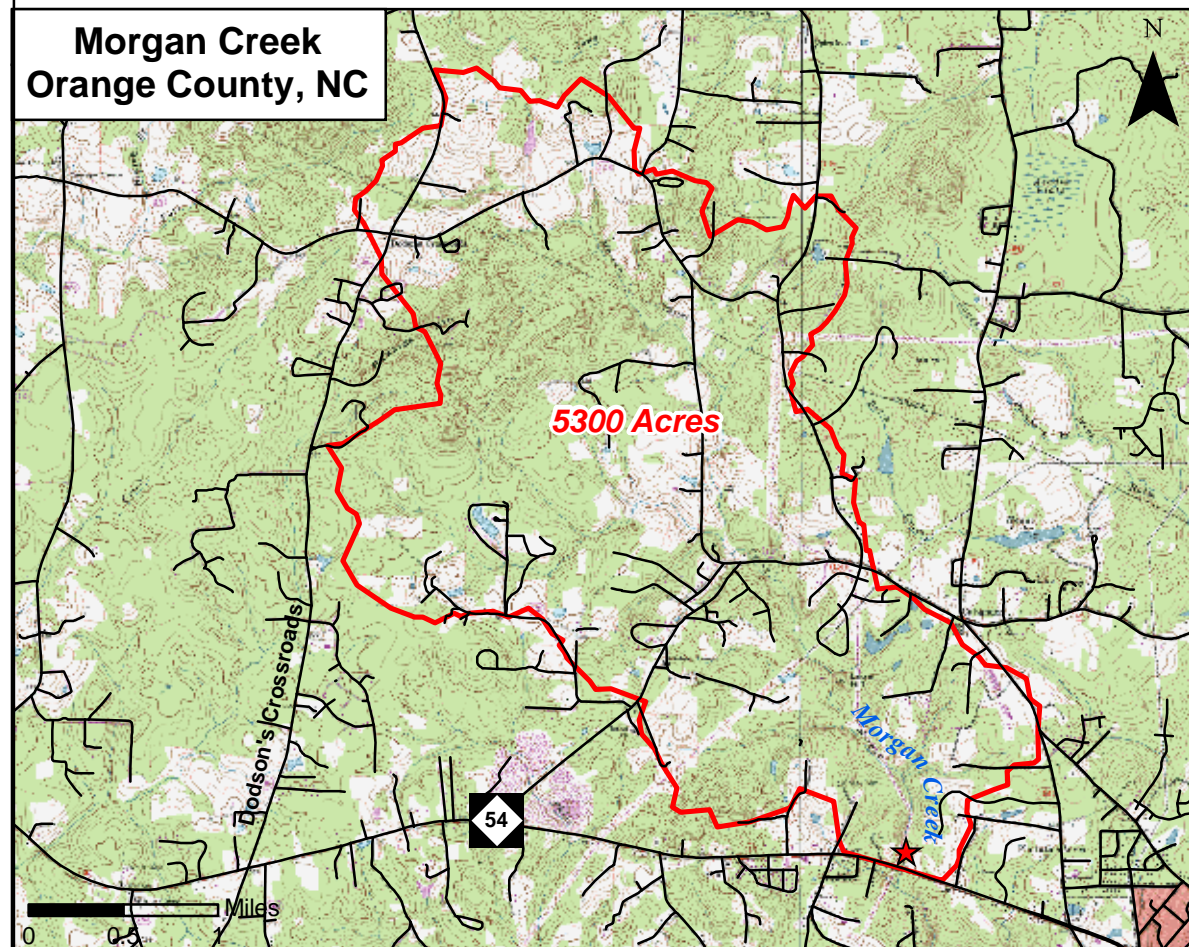 Morgan Creek
Orange County, NC
N
5300 Acres
Dodson's Crossroads
Morgan Creek
54
Miles
0 0.5 1